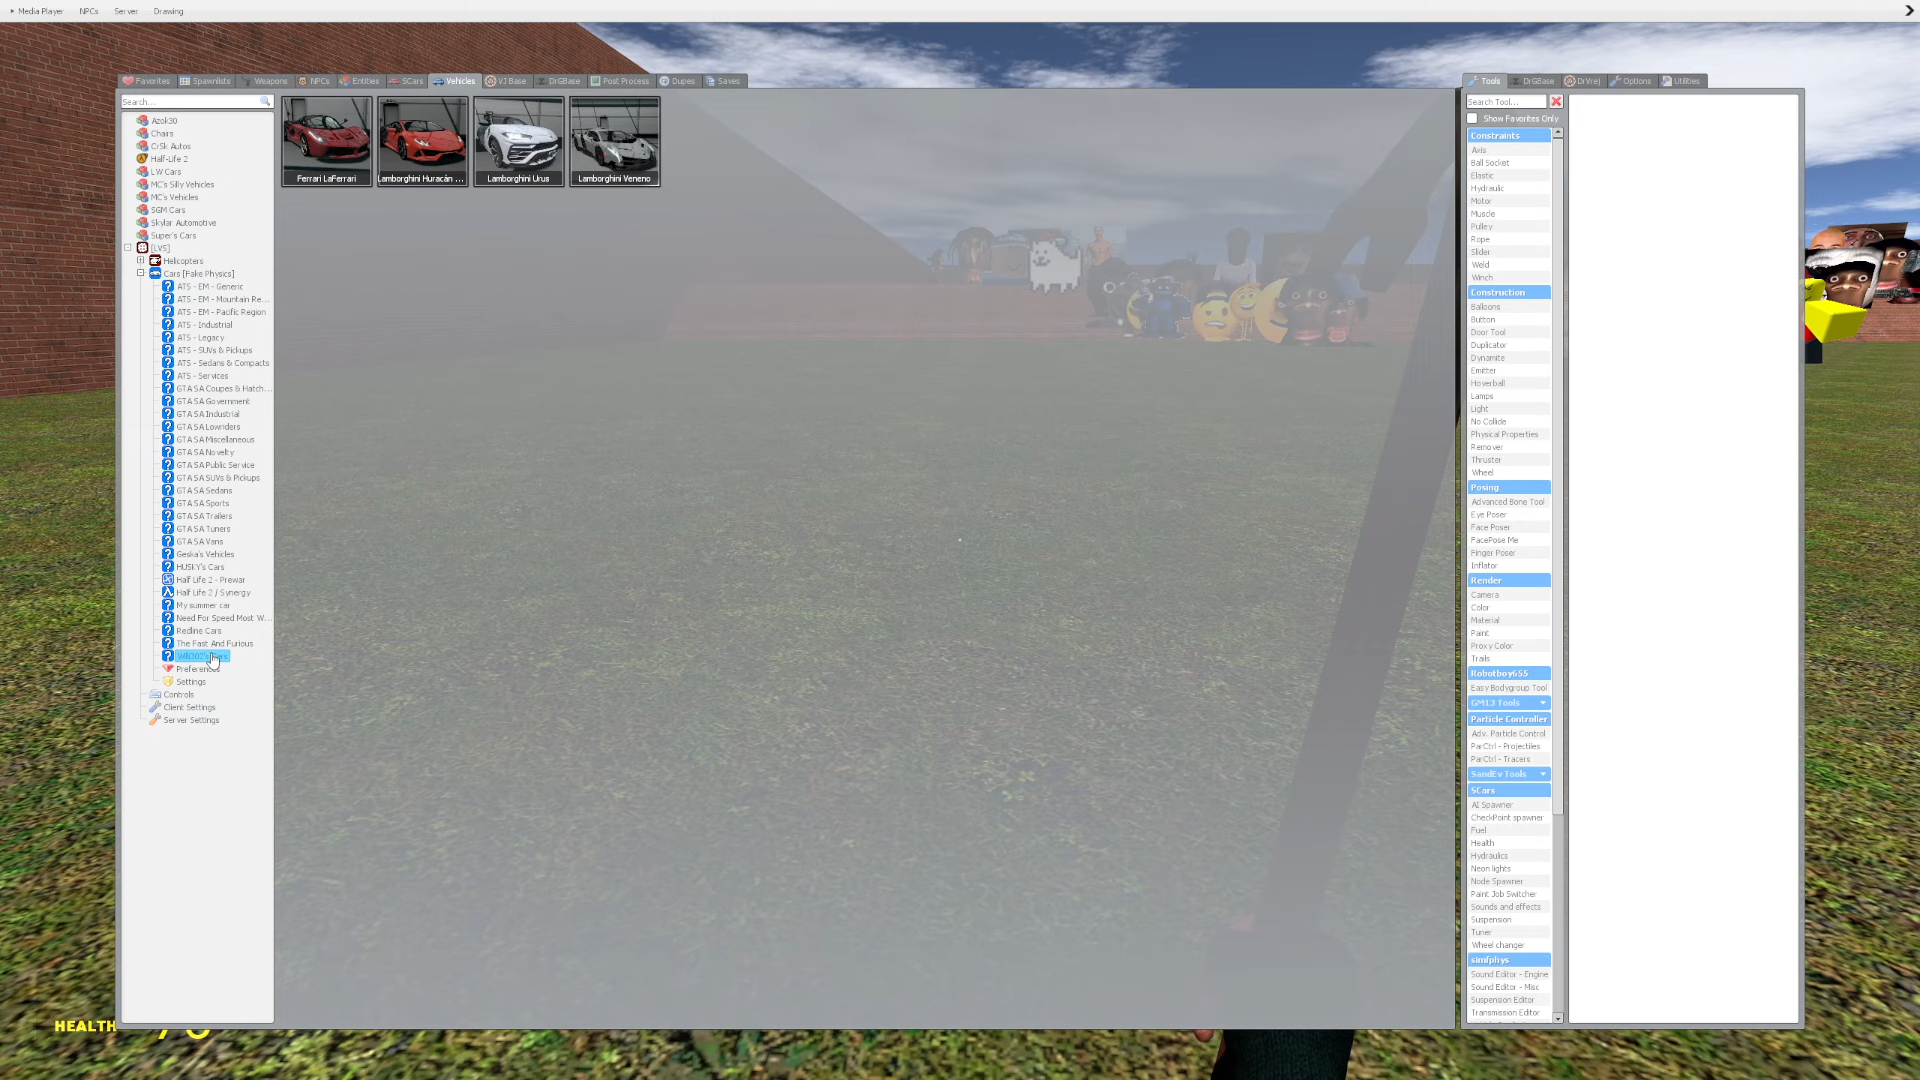 Media Player NPCs Server Drawing
Favorites Spawnlists Weapons NPCs Entities SCars Vehicles VJ Base DrGBase Post Process Dupes Saves
Tools DrGBase DrVrej Options Utilities
Search...
Azok30
Chairs
CrSk Autos
Half-Life 2
LW Cars
MC's Silly Vehicles
MC's Vehicles
SGM Cars
Skylar Automotive
Super's Cars
[LVS]
Helicopters
Cars [Fake Physics]
ATS - EM - Generic
ATS - EM - Mountain Re...
ATS - EM - Pacific Region
ATS - Industrial
ATS - Legacy
ATS - SUVs & Pickups
ATS - Sedans & Compacts
ATS - Services
GTA SA Coupes & Hatch...
GTA SA Government
GTA SA Industrial
GTA SA Lowriders
GTA SA Miscellaneous
GTA SA Novelty
GTA SA Public Service
GTA SA SUVs & Pickups
GTA SA Sedans
GTA SA Sports
GTA SA Trailers
GTA SA Tuners
GTA SA Vans
Geska's Vehicles
HUSKY's Cars
Half Life 2 - Prewar
Half Life 2 / Synergy
My summer car
Need For Speed Most W...
Redline Cars
The Fast And Furious
Preferences
Settings
Controls
Client Settings
Server Settings
Ferrari LaFerrari
Lamborghini Huracán ...
Lamborghini Urus
Lamborghini Veneno
Search Tool...
Show Favorites Only
Constraints
Axis
Ball Socket
Elastic
Hydraulic
Motor
Muscle
Pulley
Rope
Slider
Weld
Winch
Construction
Balloons
Button
Door Tool
Duplicator
Dynamite
Emitter
Hoverball
Lamps
Light
No Collide
Physical Properties
Remover
Thruster
Wheel
Posing
Advanced Bone Tool
Eye Poser
Face Poser
FacePose Me
Finger Poser
Inflator
Render
Camera
Color
Material
Paint
Proxy Color
Trails
Robotboy655
Easy Bodygroup Tool
GM13 Tools
Particle Controller
Adv. Particle Control
ParCtrl - Projectiles
ParCtrl - Tracers
SandEv Tools
SCars
AI Spawner
CheckPoint spawner
Fuel
Health
Hydraulics
Neon lights
Node Spawner
Paint Job Switcher
Sounds and effects
Suspension
Tuner
Wheel changer
simfphys
Sound Editor - Engine
Sound Editor - Misc
Suspension Editor
Transmission Editor
HEALTH